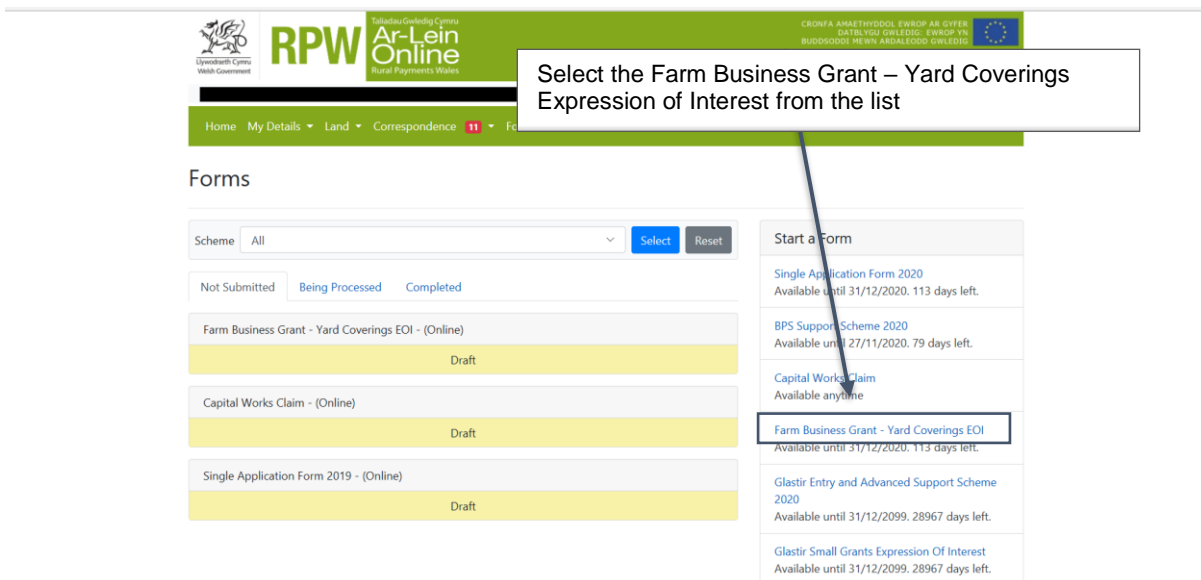 Llywodraeth Cymru
Welsh Government
RPW
Taliadau Gwledig Cymru
Ar-Lein
Online
Rural Payments Wales
CRONFA AMAETHYDDOL EWROP AR GYFER
DATBLYGU GWLEDIG: EWROP YN
BUDDSODDI MEWN ARDALEODD GWLEDIG
Select the Farm Business Grant – Yard Coverings
Expression of Interest from the list
Home My Details Land Correspondence 11 Fo
Forms
Scheme All Select Reset
Not Submitted Being Processed Completed
Farm Business Grant - Yard Coverings EOI - (Online)
Draft
Capital Works Claim - (Online)
Draft
Single Application Form 2019 - (Online)
Draft
Start a Form
Single Application Form 2020
Available until 31/12/2020. 113 days left.
BPS Support Scheme 2020
Available until 27/11/2020. 79 days left.
Capital Works Claim
Available anytime
Farm Business Grant - Yard Coverings EOI
Available until 31/12/2020. 113 days left.
Glastir Entry and Advanced Support Scheme
2020
Available until 31/12/2099. 28967 days left.
Glastir Small Grants Expression Of Interest
Available until 31/12/2099. 28967 days left.